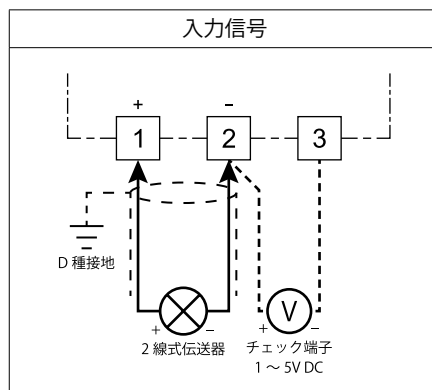 入力信号
+ -
1 2 3
D 種接地
+ - + -
2 線式伝送器
チェック端子
1 ～ 5V DC
V